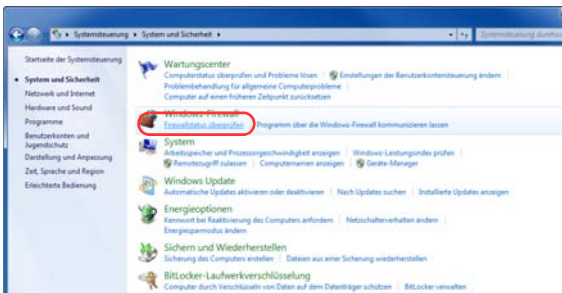 Systemsteuerung ▸ System und Sicherheit ▸
Systemsteuerung durchsu
Startseite der Systemsteuerung
System und Sicherheit
Netzwerk und Internet
Hardware und Sound
Programme
Benutzerkonten und
Jugendschutz
Darstellung und Anpassung
Zeit, Sprache und Region
Erleichterte Bedienung
Wartungscenter
Computerstatus überprüfen und Probleme lösen | Einstellungen der Benutzerkontensteuerung ändern
Problembehandlung für allgemeine Computerprobleme
Computer auf einen früheren Zeitpunkt zurücksetzen
Windows-Firewall
Firewallstatus überprüfen | Programm über die Windows-Firewall kommunizieren lassen
System
Arbeitsspeicher und Prozessorgeschwindigkeit anzeigen | Windows-Leistungsindex prüfen
Remotezugriff zulassen | Computernamen anzeigen | Geräte-Manager
Windows Update
Automatische Updates aktivieren oder deaktivieren | Nach Updates suchen | Installierte Updates anzeigen
Energieoptionen
Kennwort bei Reaktivierung des Computers anfordern | Netzschalterverhalten ändern
Energiesparmodus ändern
Sichern und Wiederherstellen
Sicherung des Computers erstellen | Dateien aus einer Sicherung wiederherstellen
BitLocker-Laufwerkverschlüsselung
Computer durch Verschlüsseln von Daten auf dem Datenträger schützen | BitLocker verwalten